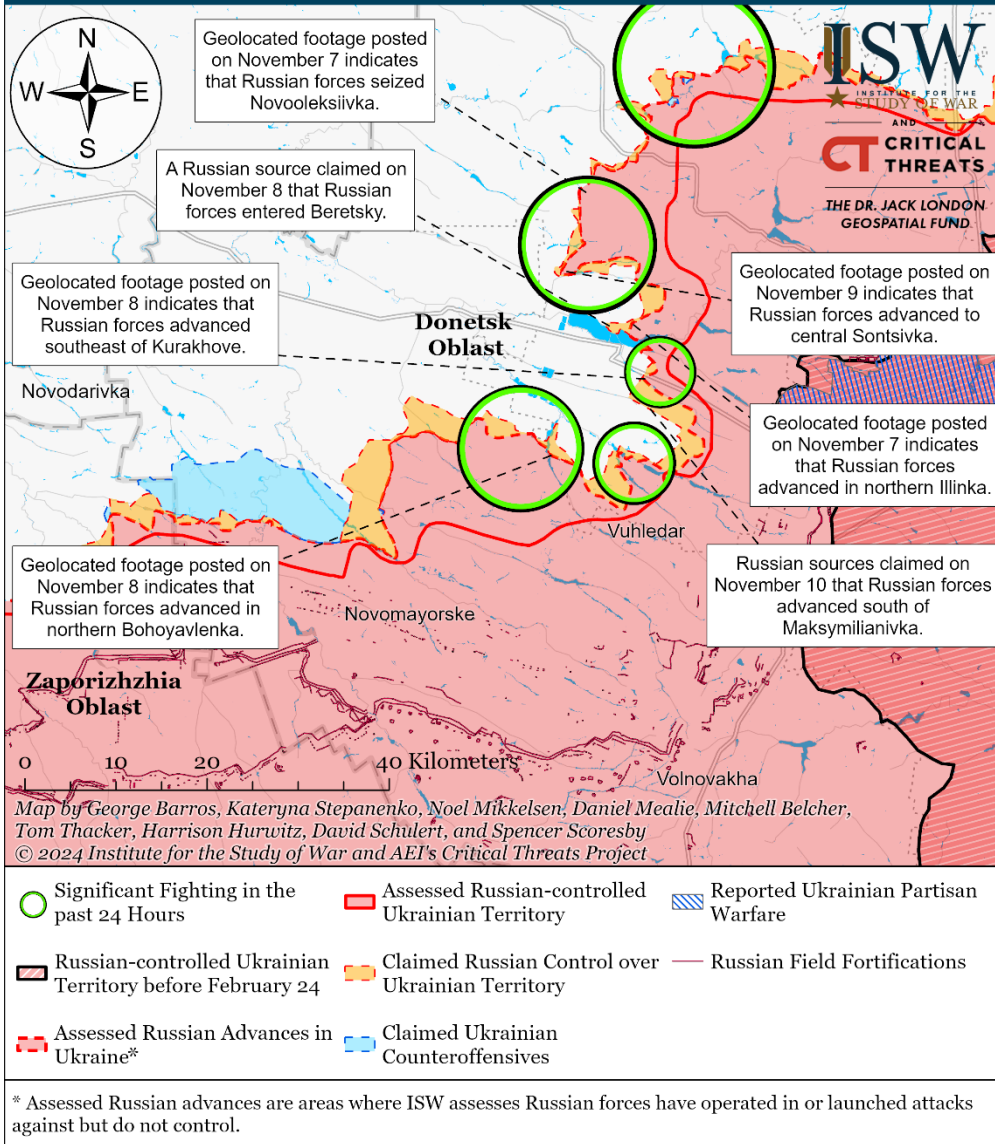 N
W E
S
Geolocated footage posted
on November 7 indicates
that Russian forces seized
Novooleksiivka.
ISW
INSTITUTE FOR THE
STUDY OF WAR
AND
CT CRITICAL
THREATS
THE DR. JACK LONDON
GEOSPATIAL FUND
A Russian source claimed on
November 8 that Russian
forces entered Beretsky.
Geolocated footage posted on
November 8 indicates that
Russian forces advanced
southeast of Kurakhove.
Geolocated footage posted on
November 9 indicates that
Russian forces advanced to
central Sontsivka.
Donetsk
Oblast
Novodarivka
Geolocated footage posted
on November 7 indicates
that Russian forces
advanced in northern Illinka.
Vuhledar
Geolocated footage posted on
November 8 indicates that
Russian forces advanced in
northern Bohoyavlenka.
Russian sources claimed on
November 10 that Russian forces
advanced south of
Maksymilianivka.
Novomayorske
Zaporizhzhia
Oblast
0 10 20 40 Kilometers
Volnovakha
Map by George Barros, Kateryna Stepanenko, Noel Mikkelsen, Daniel Mealie, Mitchell Belcher,
Tom Thacker, Harrison Hurwitz, David Schulert, and Spencer Scoresby
© 2024 Institute for the Study of War and AEI's Critical Threats Project
Significant Fighting in the
past 24 Hours
Assessed Russian-controlled
Ukrainian Territory
Reported Ukrainian Partisan
Warfare
Russian-controlled Ukrainian
Territory before February 24
Claimed Russian Control over
Ukrainian Territory
Russian Field Fortifications
Assessed Russian Advances in
Ukraine*
Claimed Ukrainian
Counteroffensives
* Assessed Russian advances are areas where ISW assesses Russian forces have operated in or launched attacks
against but do not control.